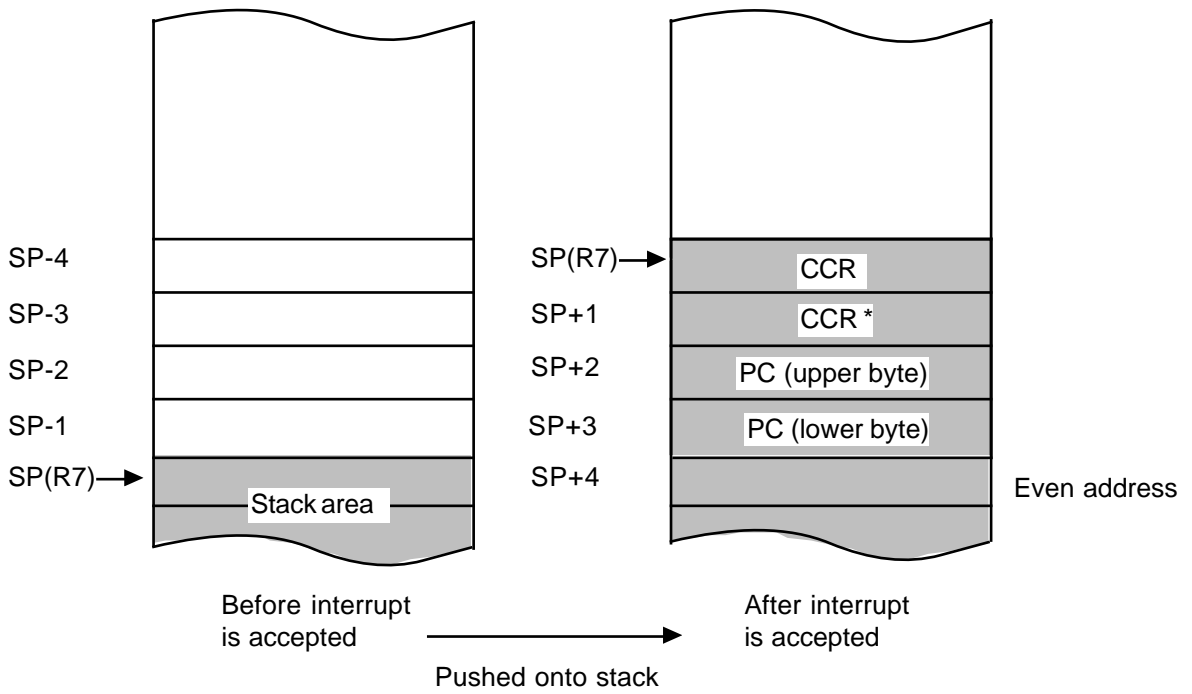 SP-4
SP-3
SP-2
SP-1
SP(R7)
Stack area
SP(R7)
SP+1
SP+2
SP+3
SP+4
CCR
CCR *
PC (upper byte)
PC (lower byte)
Even address
Before interrupt
is accepted
After interrupt
is accepted
Pushed onto stack